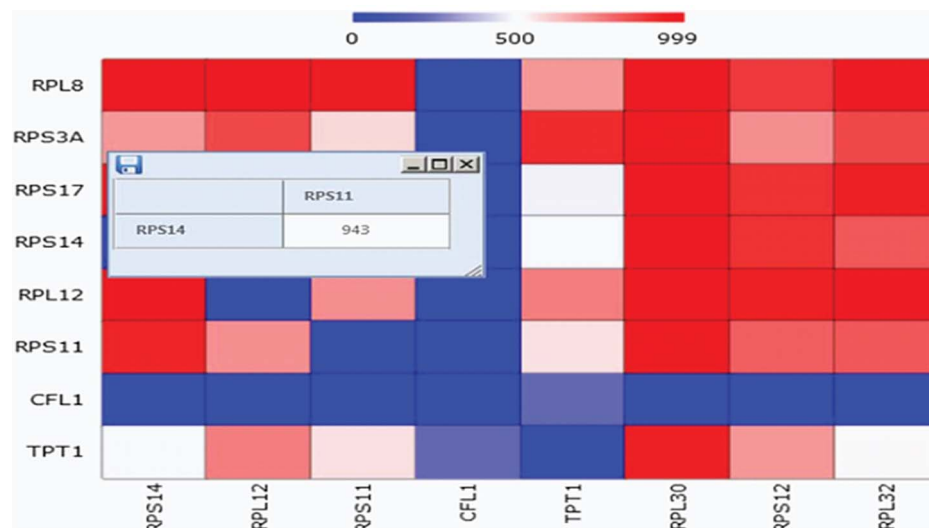 0 500 999
RPL8
RPS3A
RPS17
RPS11
RPS14 943
RPS14
RPL12
RPS11
CFL1
TPT1
RPS14 RPL12 RPS11 CFL1 TPT1 RPL30 RPS12 RPL32